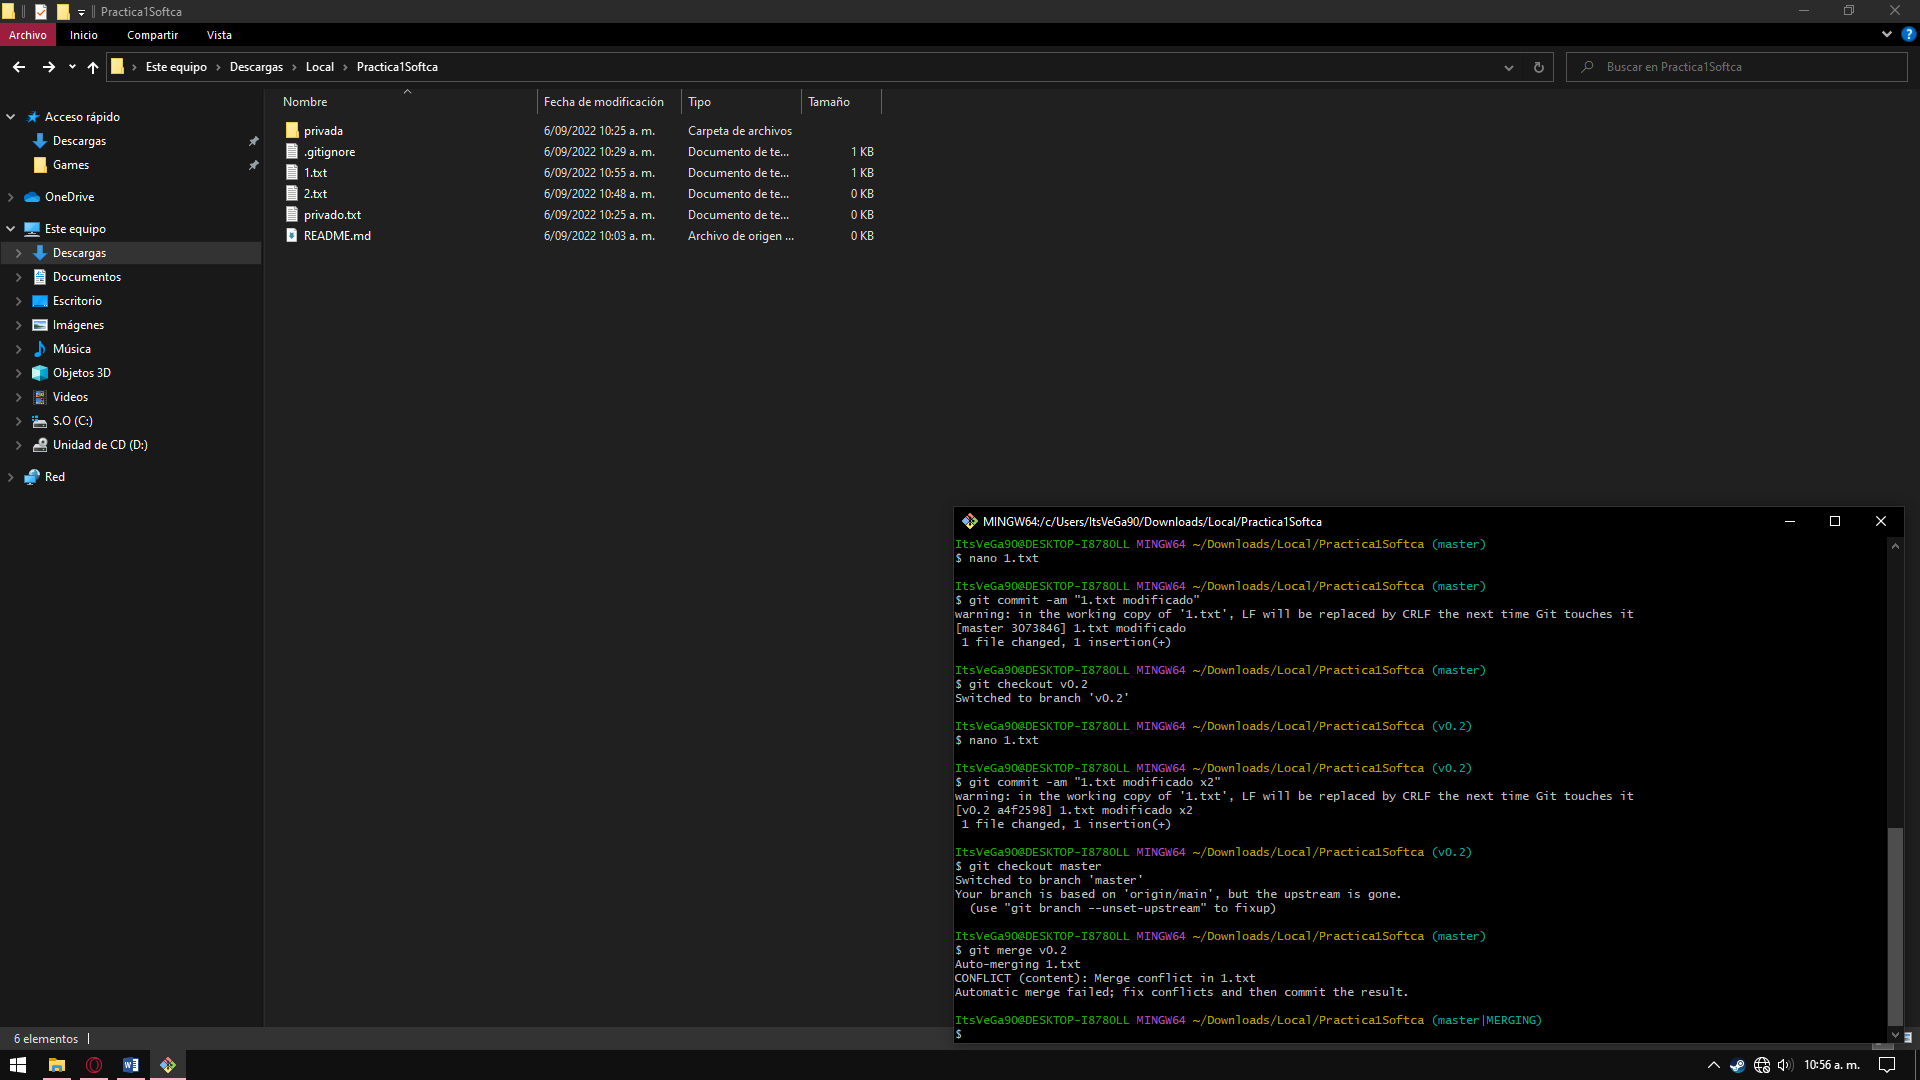 Practica1Softca
Archivo Inicio Compartir Vista
Este equipo Descargas Local Practica1Softca
Buscar en Practica1Softca
Acceso rápido
Descargas
Games
OneDrive
Este equipo
Descargas
Documentos
Escritorio
Imágenes
Música
Objetos 3D
Videos
S.O (C:)
Unidad de CD (D:)
Red
Nombre Fecha de modificación Tipo Tamaño
privada 6/09/2022 10:25 a. m. Carpeta de archivos
.gitignore 6/09/2022 10:29 a. m. Documento de te... 1 KB
1.txt 6/09/2022 10:55 a. m. Documento de te... 1 KB
2.txt 6/09/2022 10:48 a. m. Documento de te... 0 KB
privado.txt 6/09/2022 10:25 a. m. Documento de te... 0 KB
README.md 6/09/2022 10:03 a. m. Archivo de origen ... 0 KB
MINGW64:/c/Users/ItsVeGa90/Downloads/Local/Practica1Softca
ItsVeGa90@DESKTOP-I878OLL MINGW64 ~/Downloads/Local/Practica1Softca (master)
$ nano 1.txt
ItsVeGa90@DESKTOP-I878OLL MINGW64 ~/Downloads/Local/Practica1Softca (master)
$ git commit -am "1.txt modificado"
warning: in the working copy of '1.txt', LF will be replaced by CRLF the next time Git touches it
[master 3073846] 1.txt modificado
1 file changed, 1 insertion(+)
ItsVeGa90@DESKTOP-I878OLL MINGW64 ~/Downloads/Local/Practica1Softca (master)
$ git checkout v0.2
Switched to branch 'v0.2'
ItsVeGa90@DESKTOP-I878OLL MINGW64 ~/Downloads/Local/Practica1Softca (v0.2)
$ nano 1.txt
ItsVeGa90@DESKTOP-I878OLL MINGW64 ~/Downloads/Local/Practica1Softca (v0.2)
$ git commit -am "1.txt modificado x2"
warning: in the working copy of '1.txt', LF will be replaced by CRLF the next time Git touches it
[v0.2 a4f2598] 1.txt modificado x2
1 file changed, 1 insertion(+)
ItsVeGa90@DESKTOP-I878OLL MINGW64 ~/Downloads/Local/Practica1Softca (v0.2)
$ git checkout master
Switched to branch 'master'
Your branch is based on 'origin/main', but the upstream is gone.
(use "git branch --unset-upstream" to fixup)
ItsVeGa90@DESKTOP-I878OLL MINGW64 ~/Downloads/Local/Practica1Softca (master)
$ git merge v0.2
Auto-merging 1.txt
CONFLICT (content): Merge conflict in 1.txt
Automatic merge failed; fix conflicts and then commit the result.
ItsVeGa90@DESKTOP-I878OLL MINGW64 ~/Downloads/Local/Practica1Softca (master|MERGING)
$
6 elementos
10:56 a. m.